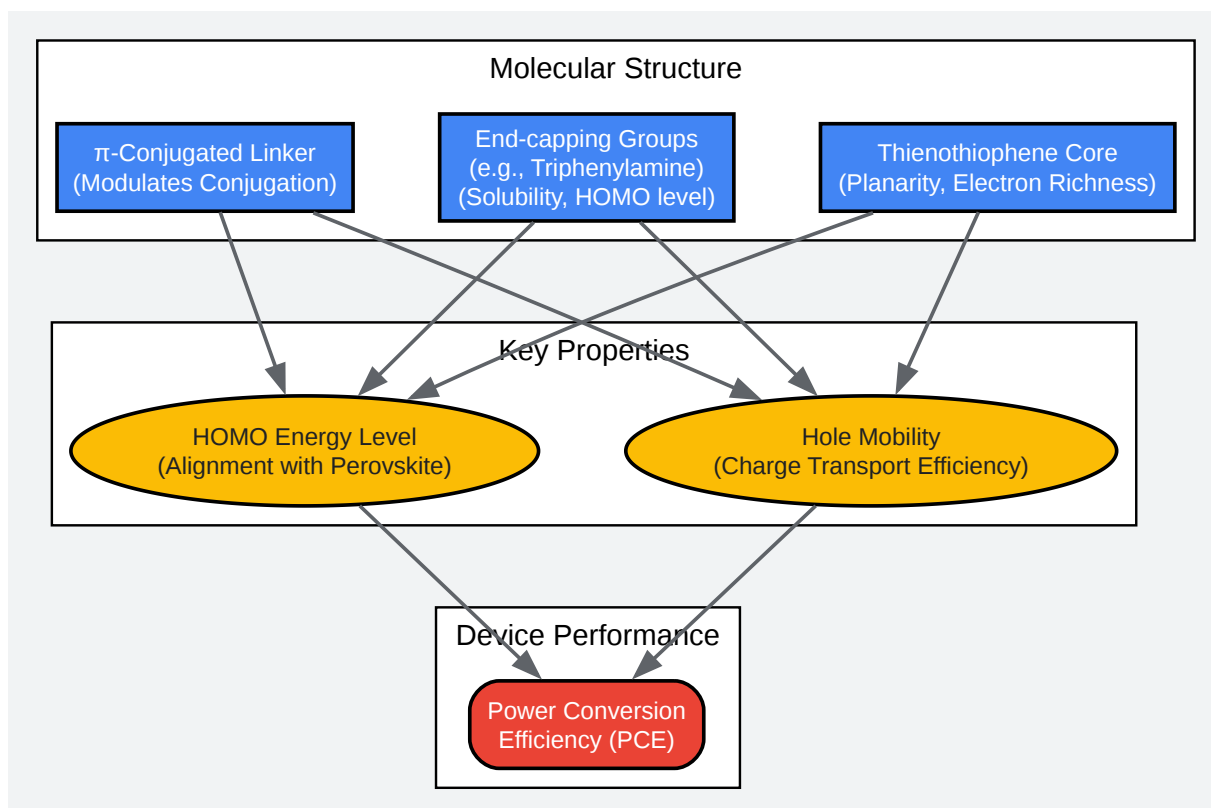 Molecular Structure
π-Conjugated Linker
(Modulates Conjugation)
End-capping Groups
(e.g., Triphenylamine)
(Solubility, HOMO level)
Thienothiophene Core
(Planarity, Electron Richness)
Key Properties
HOMO Energy Level
(Alignment with Perovskite)
Hole Mobility
(Charge Transport Efficiency)
Device Performance
Power Conversion
Efficiency (PCE)